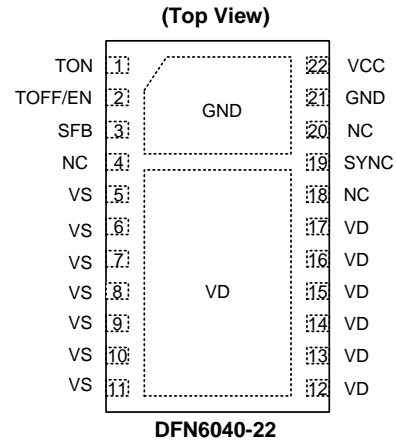 (Top View)
TON 1 22 VCC
TOFF/EN 2 GND 21 GND
SFB 3 20 NC
NC 4 19 SYNC
VS 5 18 NC
VS 6 17 VD
VS 7 16 VD
VS 8 VD 15 VD
VS 9 14 VD
VS 10 13 VD
VS 11 12 VD
DFN6040-22